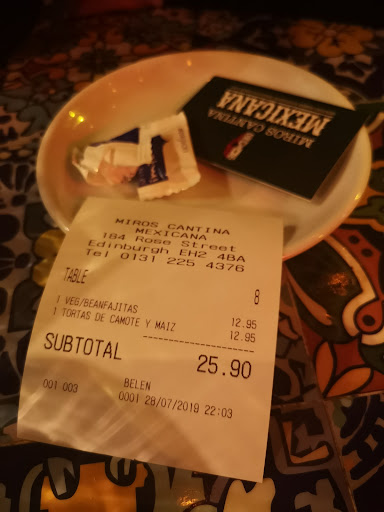 MIROS CANTINA
MEXICANA
MIROS CANTINA
MEXICANA
184 Rose Street
Edinburgh EH2 4BA
Tel 0131 225 4376
TABLE 8
1 VEG/BEANFAJITAS 12.95
1 TORTAS DE CAMOTE Y MAIZ 12.95
SUBTOTAL 25.90
001 003 BELEN
0001 28/07/2019 22:03